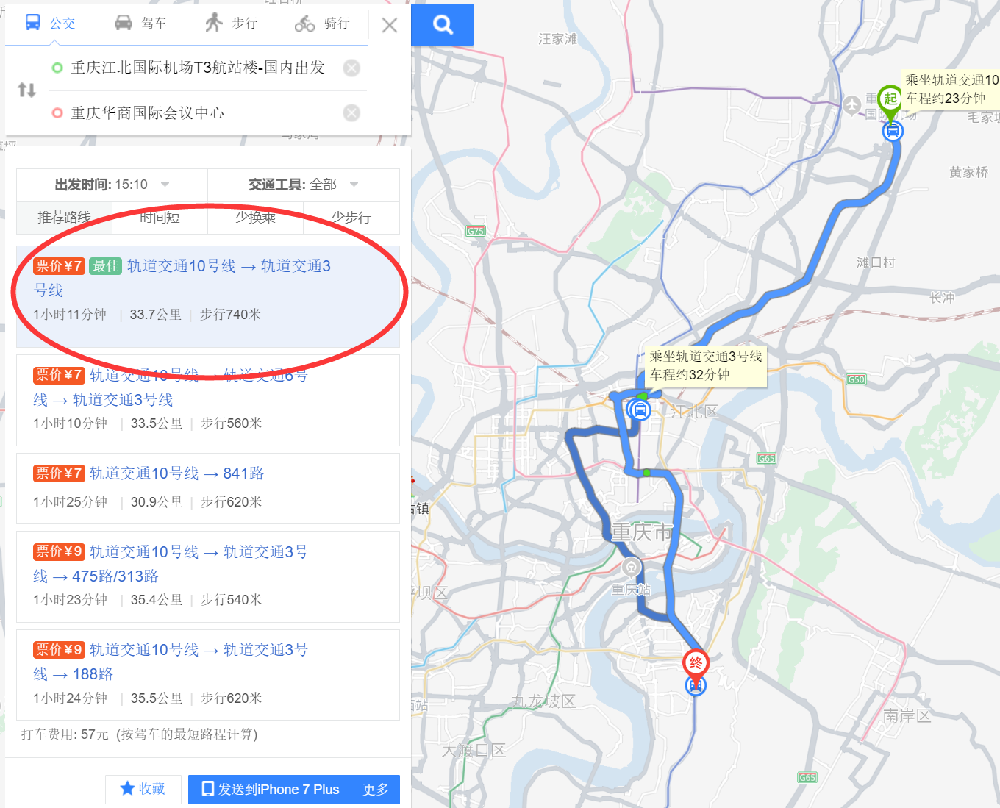 公交
驾车
步行
骑行
重庆江北国际机场T3航站楼-国内出发
重庆华商国际会议中心
出发时间: 15:10
交通工具: 全部
推荐路线
时间短
少换乘
少步行
票价¥7 最佳 轨道交通10号线 → 轨道交通3
号线
1小时11分钟 | 33.7公里 | 步行740米
票价¥7 轨道交通10号线 → 轨道交通6号
线 → 轨道交通3号线
1小时10分钟 | 33.5公里 | 步行560米
票价¥7 轨道交通10号线 → 841路
1小时25分钟 | 30.9公里 | 步行620米
票价¥9 轨道交通10号线 → 轨道交通3号
线 → 475路/313路
1小时23分钟 | 35.4公里 | 步行540米
票价¥9 轨道交通10号线 → 轨道交通3号
线 → 188路
1小时24分钟 | 35.5公里 | 步行620米
打车费用: 57元 (按驾车的最短路程计算)
收藏
发送到iPhone 7 Plus
更多
汪家滩
乘坐轨道交通10
车程约23分钟
起
重
国际机场
毛家
黄家桥
G75
滩口村
长冲
乘坐轨道交通3号线
车程约32分钟
G50
江北区
G65
古镇
重庆市
重庆站
坪坝区
终
九龙坡区
南岸区
大渡口区
G65